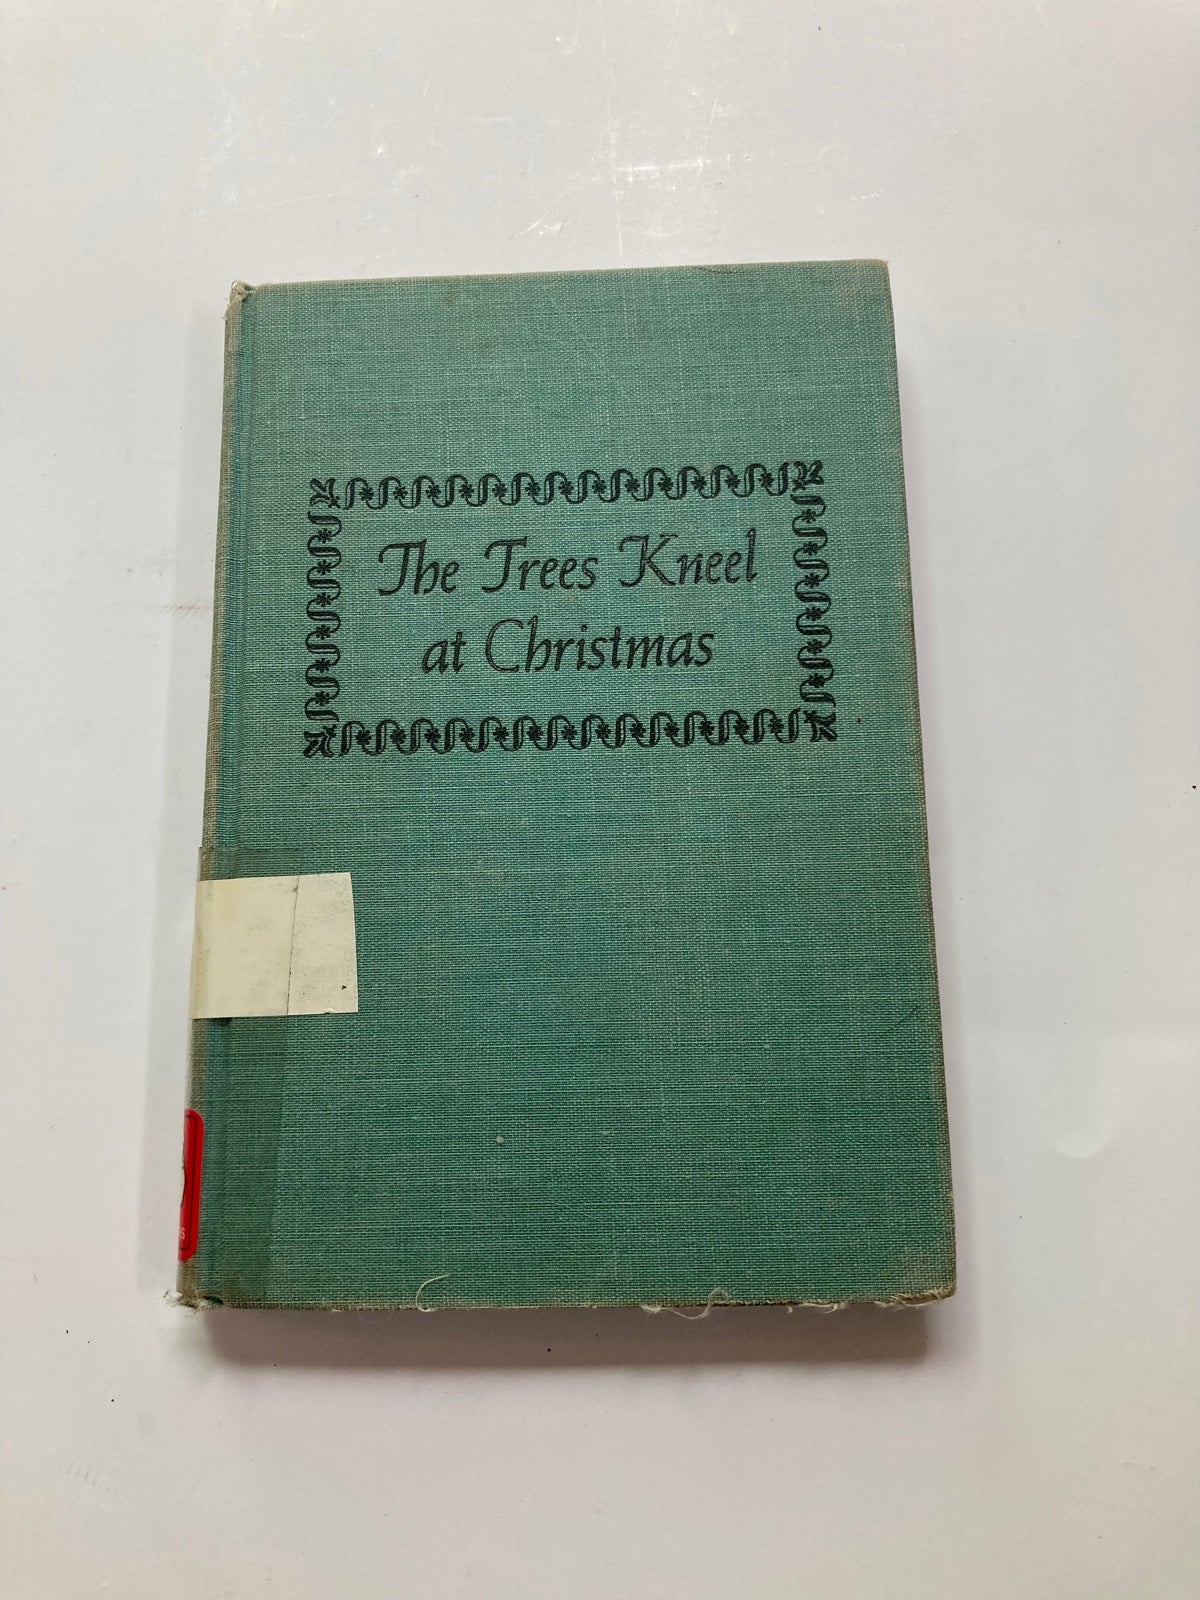 The Trees Kneel
at Christmas